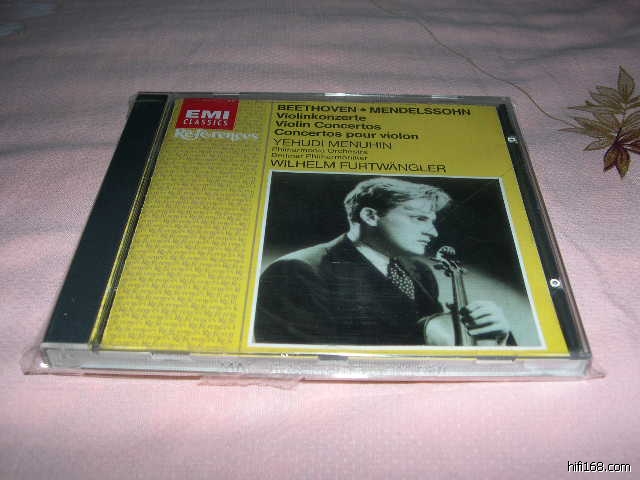 EMI
CLASSICS
References
BEETHOVEN • MENDELSSOHN
Violinkonzerte
Violin Concertos
Concertos pour violon
YEHUDI MENUHIN
Philharmonia Orchestra
Berliner Philharmoniker
WILHELM FURTWÄNGLER
hifi168.com